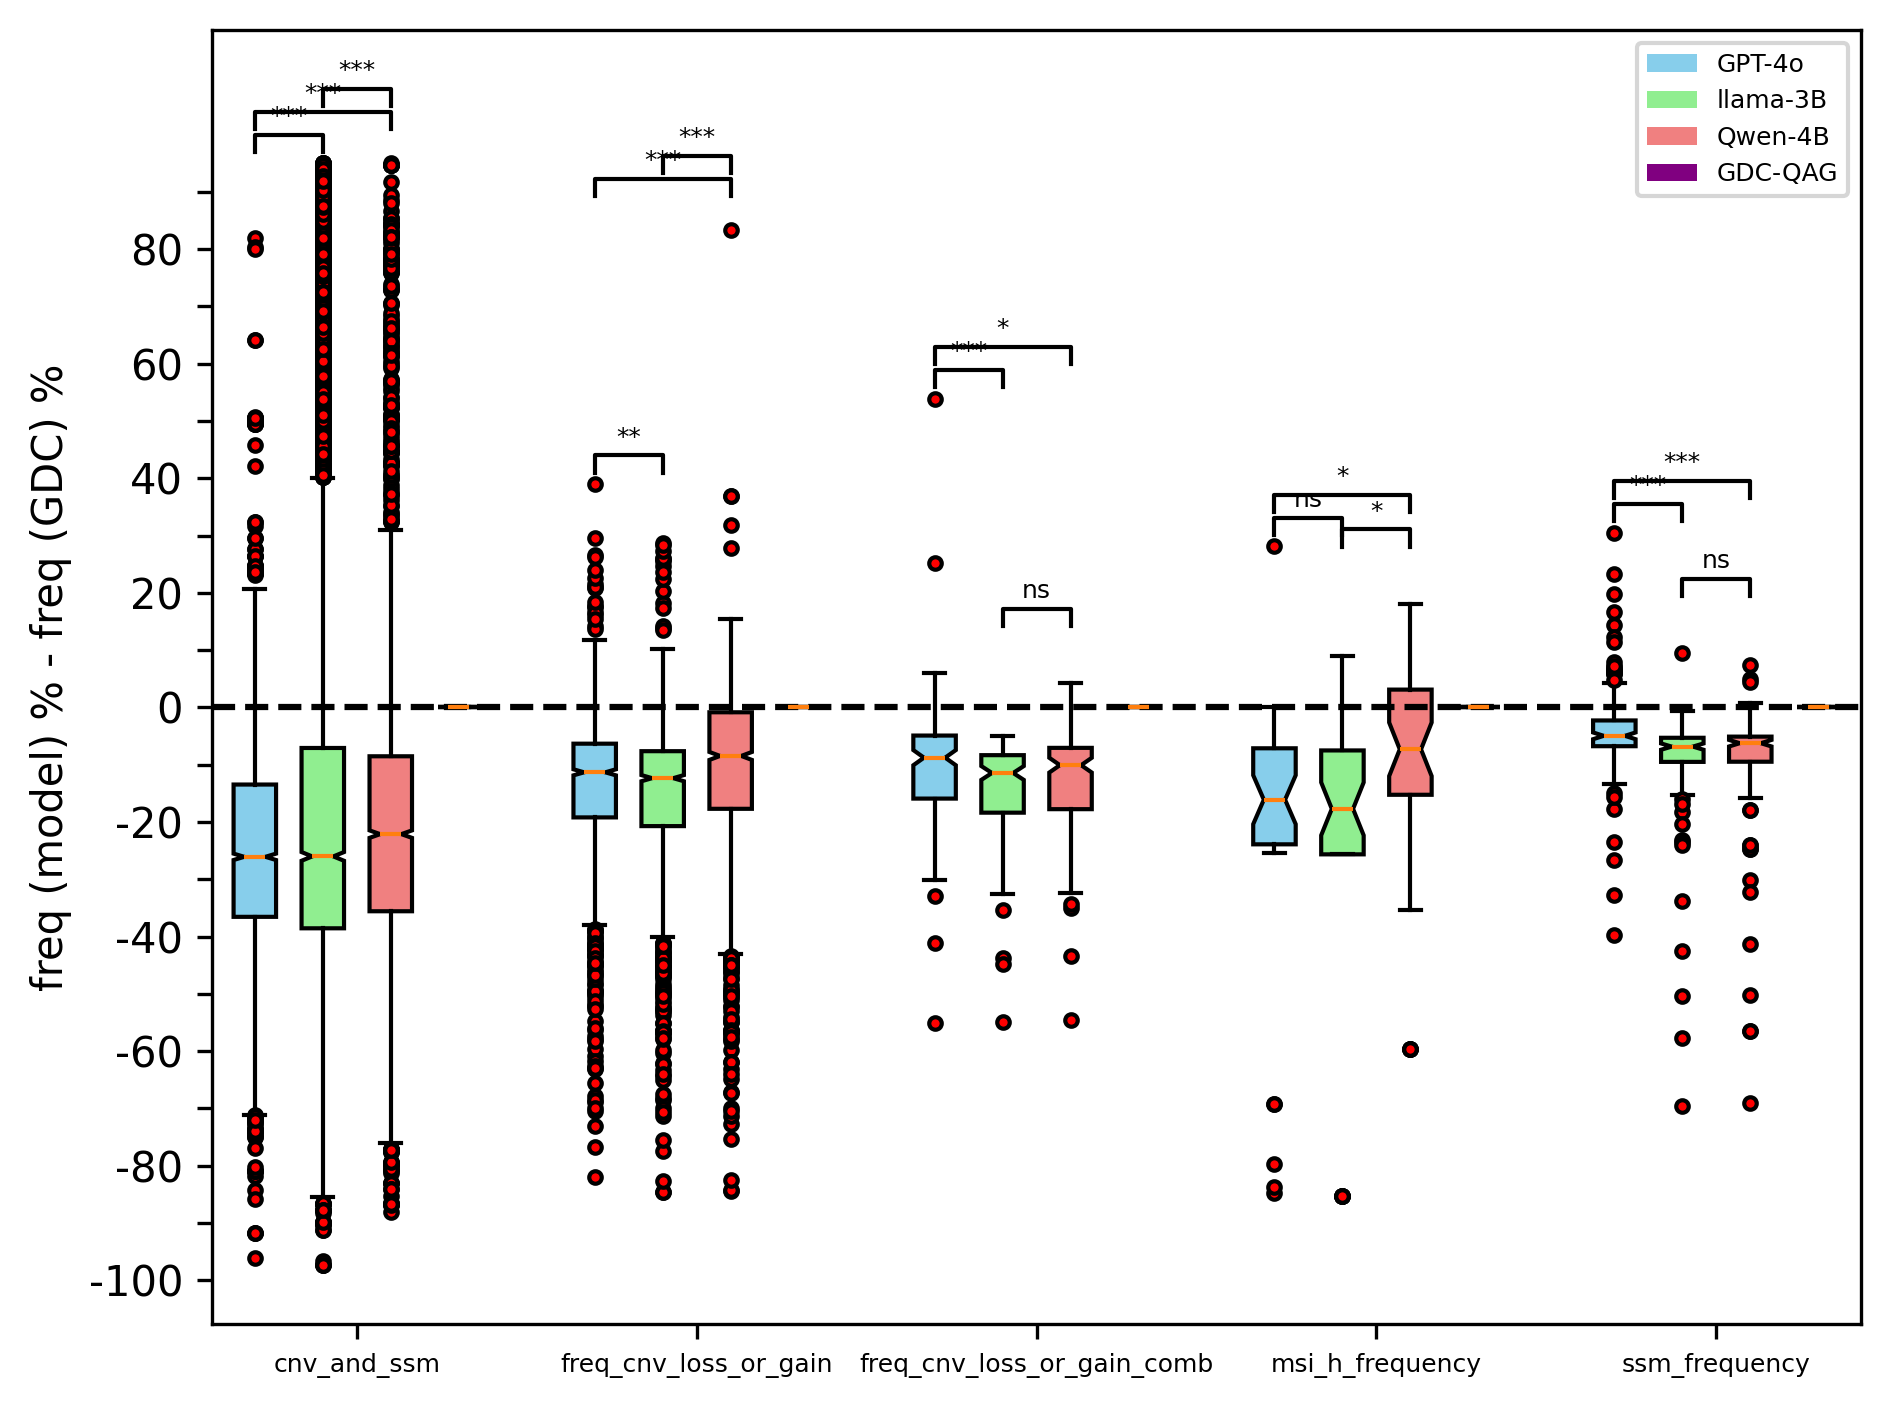 ***
***
***
***
***
**
*
***
ns
*
ns
*
***
***
ns
GPT-4o
llama-3B
Qwen-4B
GDC-QAG
freq (model) % - freq (GDC) %
80
60
40
20
0
-20
-40
-60
-80
-100
cnv_and_ssm
freq_cnv_loss_or_gain
freq_cnv_loss_or_gain_comb
msi_h_frequency
ssm_frequency